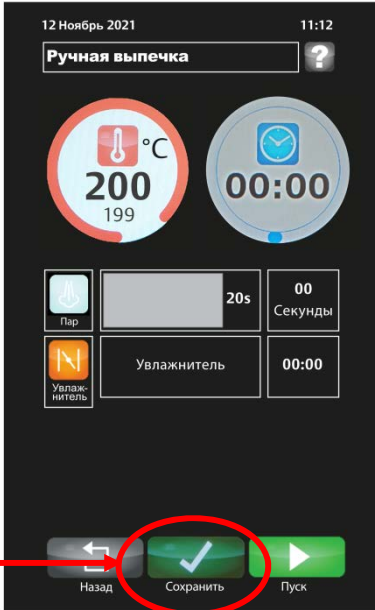 12 Ноябрь 2021 11:12
Ручная выпечка ?
°C
200
199
00:00
Пар
20s
00
Секунды
Увлаж-
нитель
Увлажнитель
00:00
Назад Сохранить Пуск